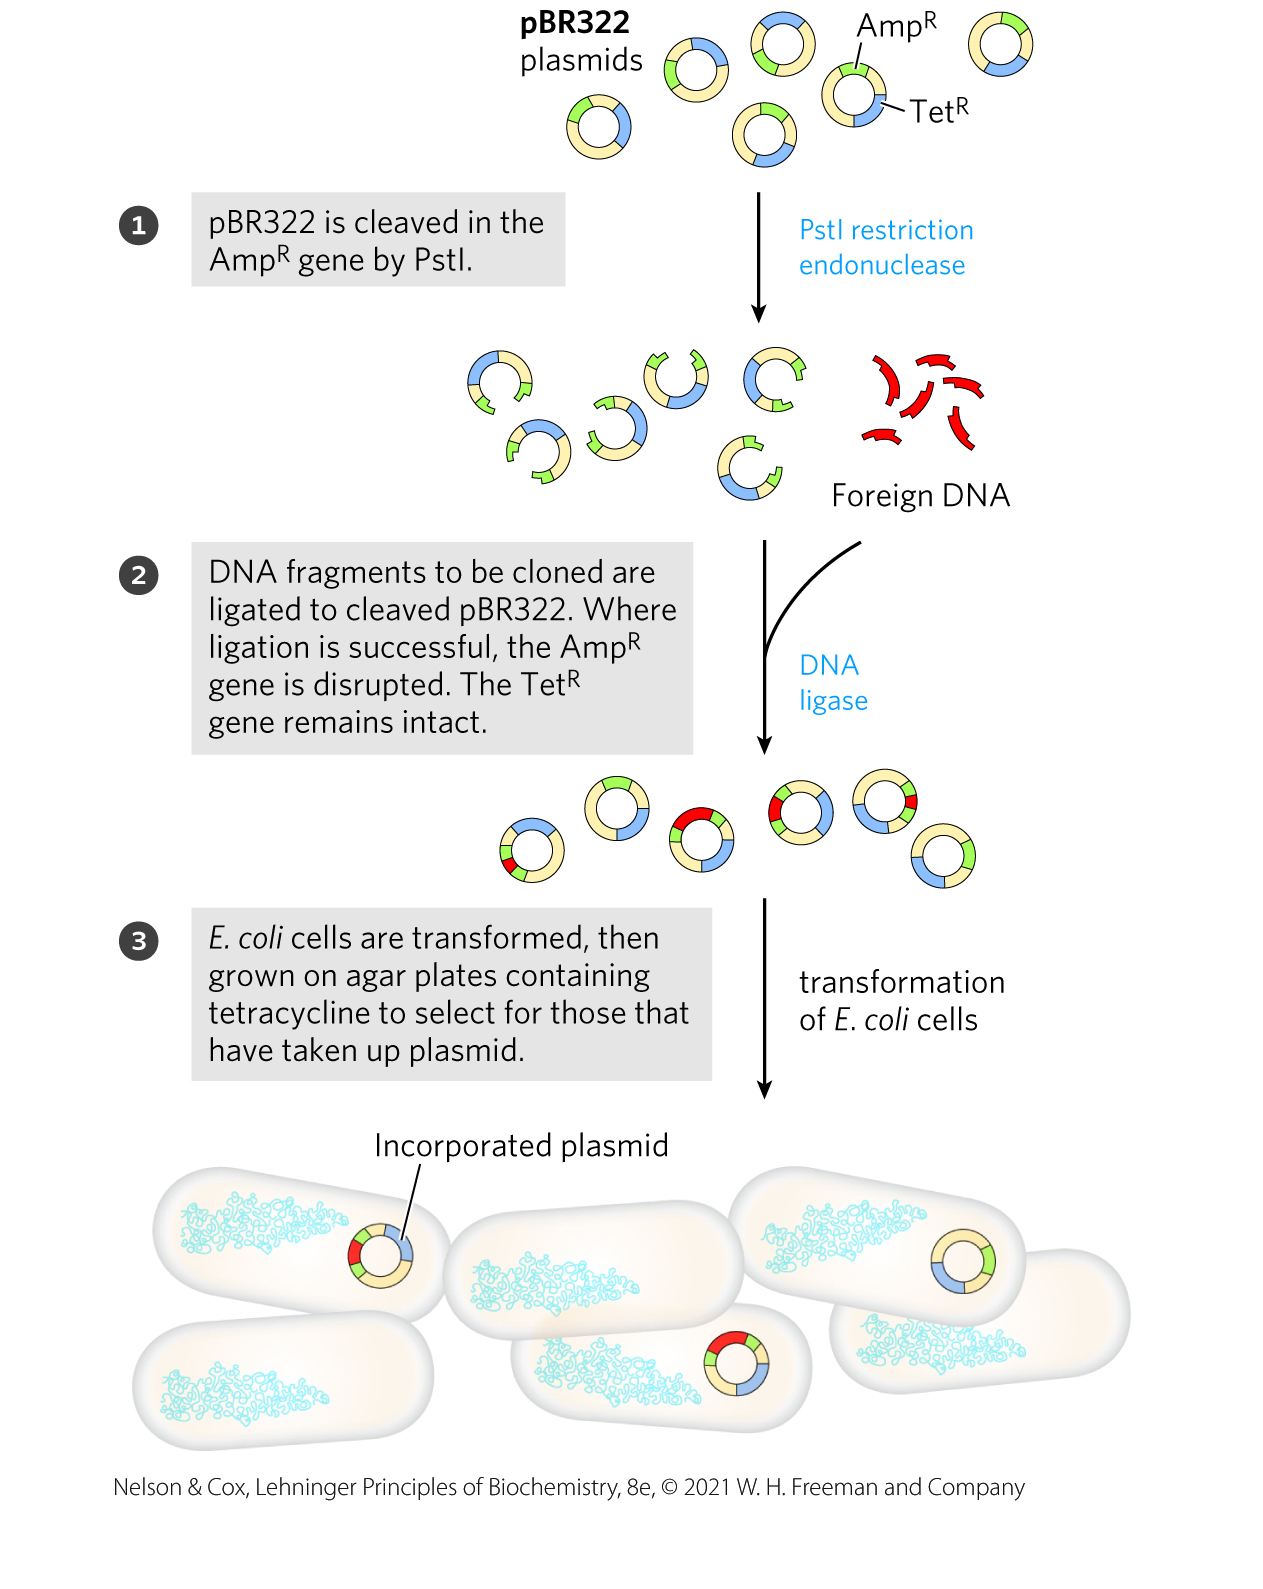 pBR322
plasmids
Ampᴿ
Tetᴿ
1
pBR322 is cleaved in the
Ampᴿ gene by PstI.
PstI restriction
endonuclease
Foreign DNA
2
DNA fragments to be cloned are
ligated to cleaved pBR322. Where
ligation is successful, the Ampᴿ
gene is disrupted. The Tetᴿ
gene remains intact.
DNA
ligase
3
E. coli cells are transformed, then
grown on agar plates containing
tetracycline to select for those that
have taken up plasmid.
transformation
of E. coli cells
Incorporated plasmid
Nelson & Cox, Lehninger Principles of Biochemistry, 8e, © 2021 W. H. Freeman and Company